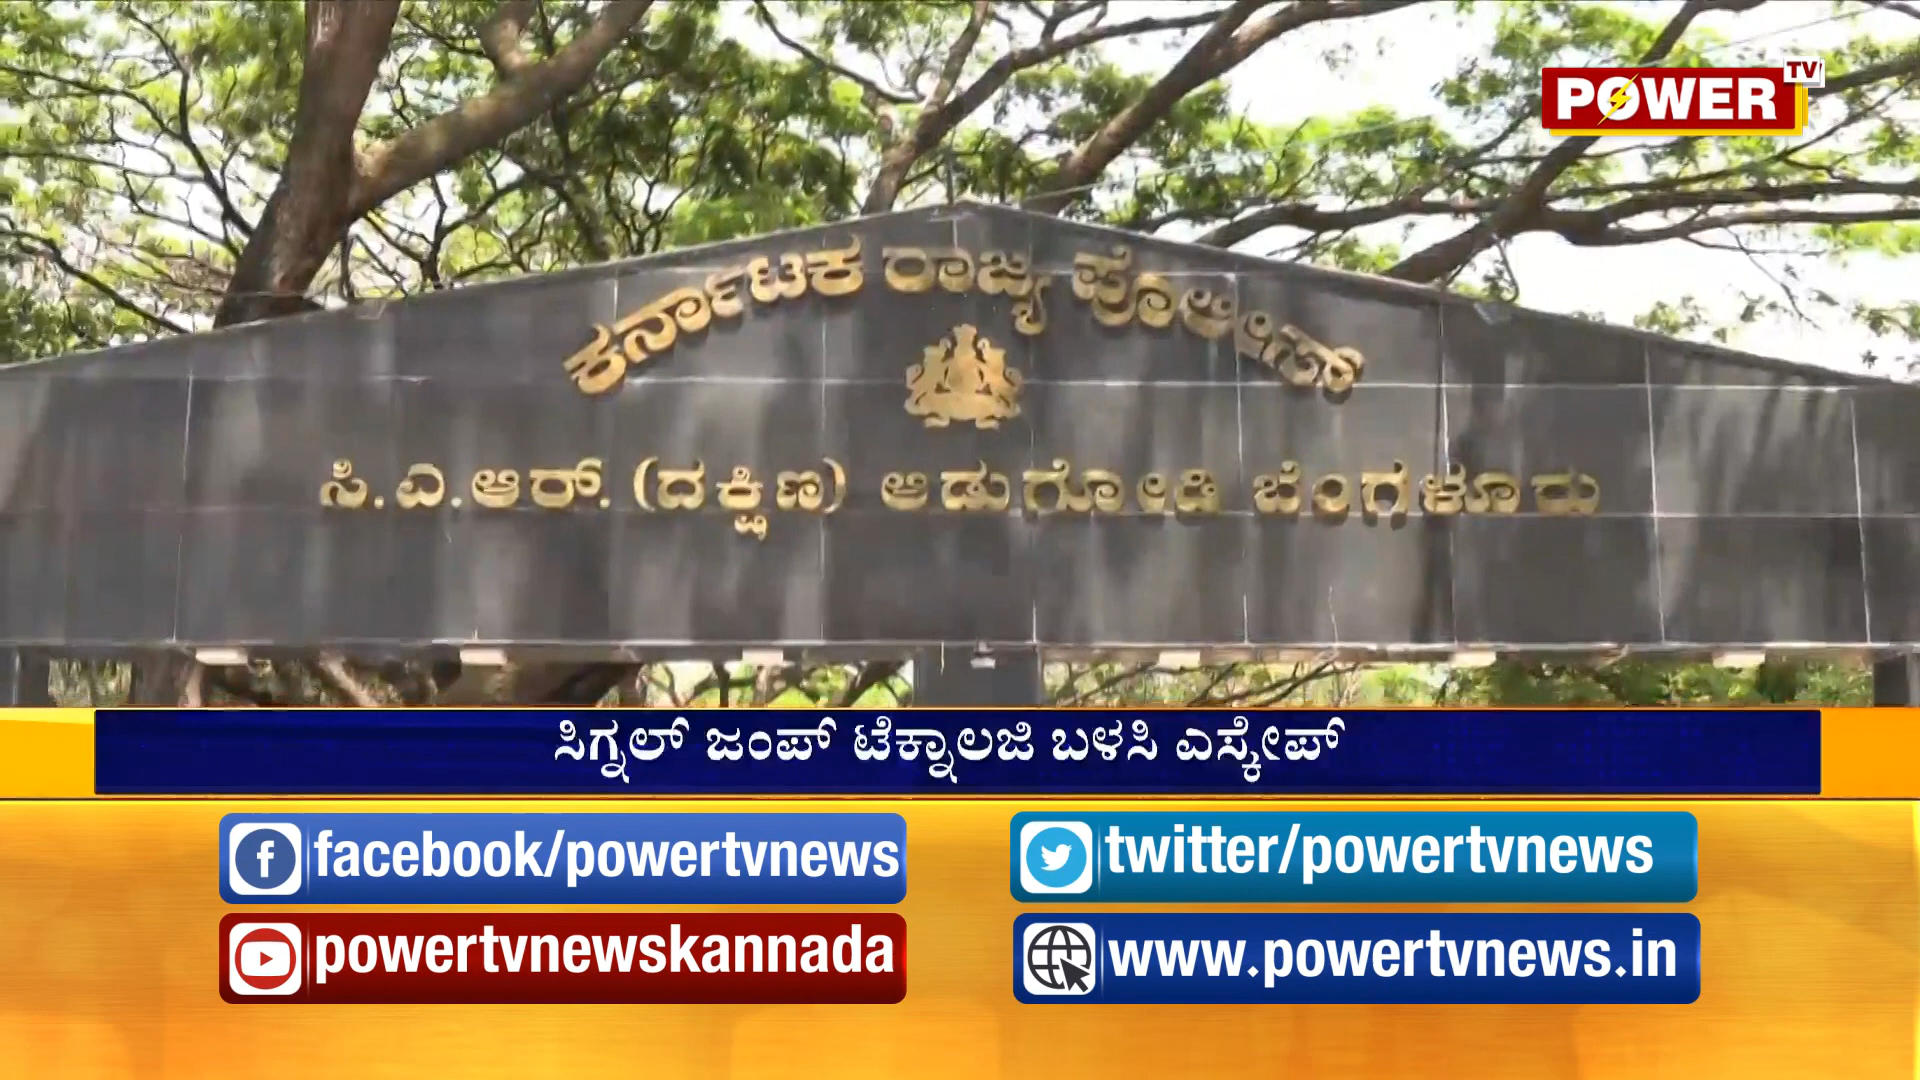 POWER TV
ಕರ್ನಾಟಕ ರಾಜ್ಯ ಪೊಲೀಸ್
ಸಿ.ಎ.ಆರ್. (ದಕ್ಷಿಣ) ಆಡುಗೋಡಿ ಬೆಂಗಳೂರು
ಸಿಗ್ನಲ್ ಜಂಪ್ ಟೆಕ್ನಾಲಜಿ ಬಳಸಿ ಎಸ್ಕೇಪ್
facebook/powertvnews
twitter/powertvnews
powertvnewskannada
www.powertvnews.in